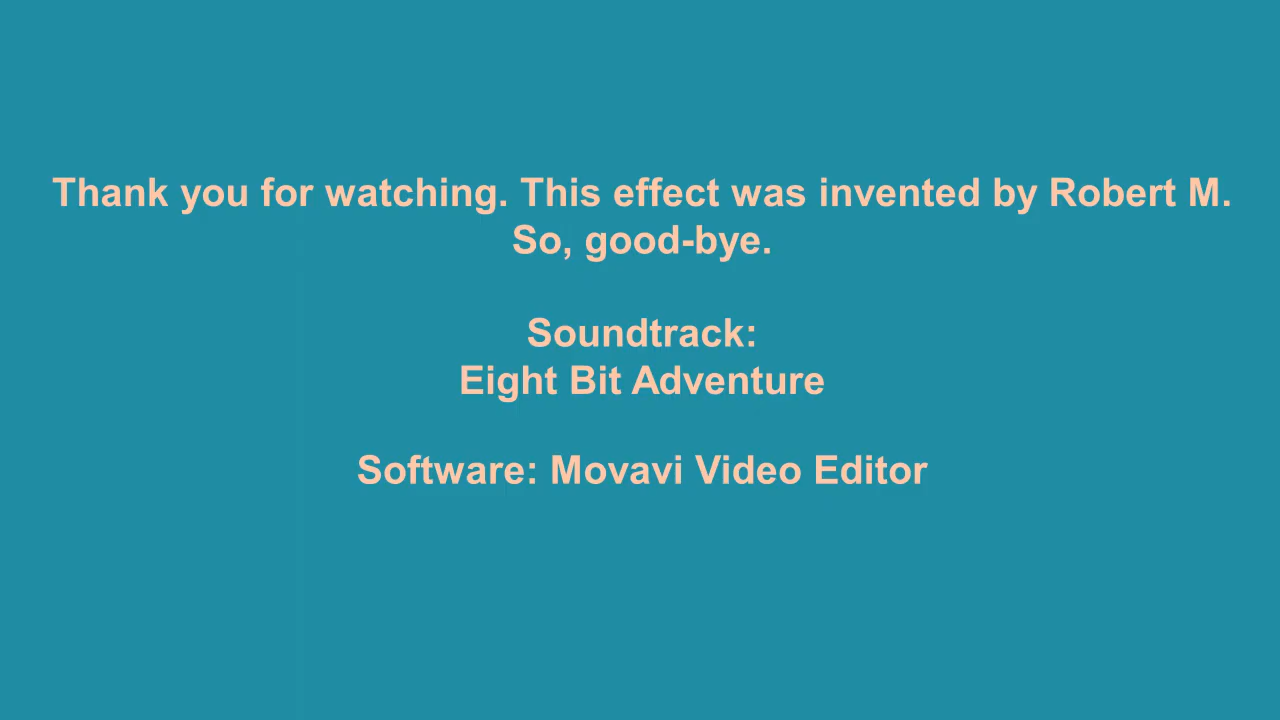 Thank you for watching. This effect was invented by Robert M.
So, good-bye.
Soundtrack:
Eight Bit Adventure
Software: Movavi Video Editor